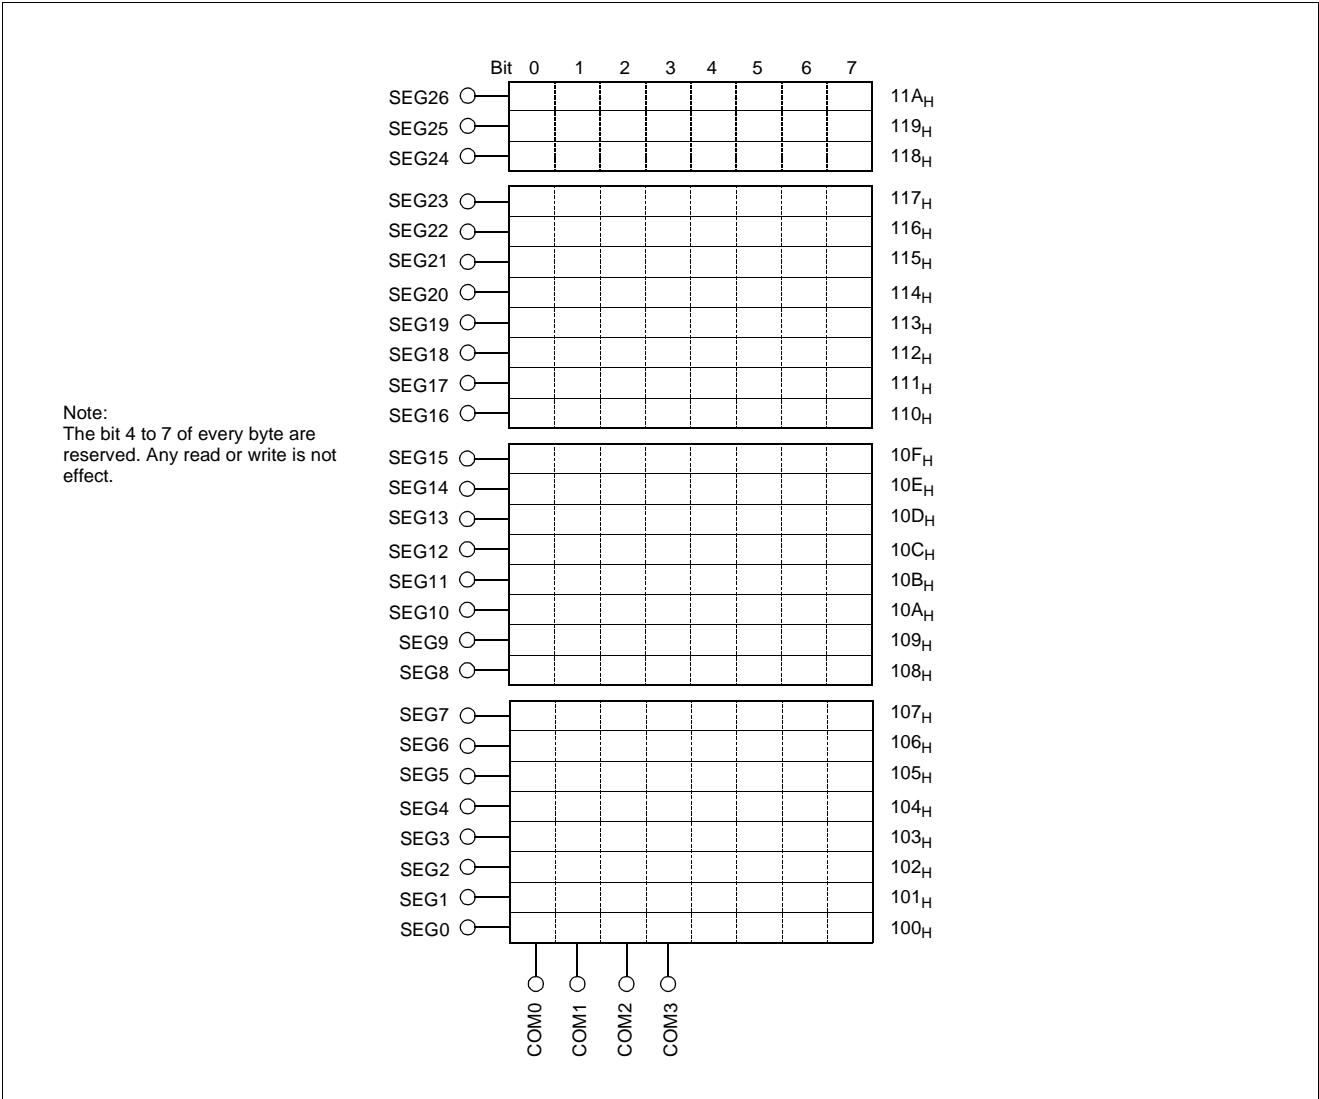 Bit 0 1 2 3 4 5 6 7
SEG26 11AH
SEG25 119H
SEG24 118H
SEG23 117H
SEG22 116H
SEG21 115H
SEG20 114H
SEG19 113H
SEG18 112H
SEG17 111H
SEG16 110H
Note:
The bit 4 to 7 of every byte are
reserved. Any read or write is not
effect.
SEG15 10FH
SEG14 10EH
SEG13 10DH
SEG12 10CH
SEG11 10BH
SEG10 10AH
SEG9 109H
SEG8 108H
SEG7 107H
SEG6 106H
SEG5 105H
SEG4 104H
SEG3 103H
SEG2 102H
SEG1 101H
SEG0 100H
COM0 COM1 COM2 COM3